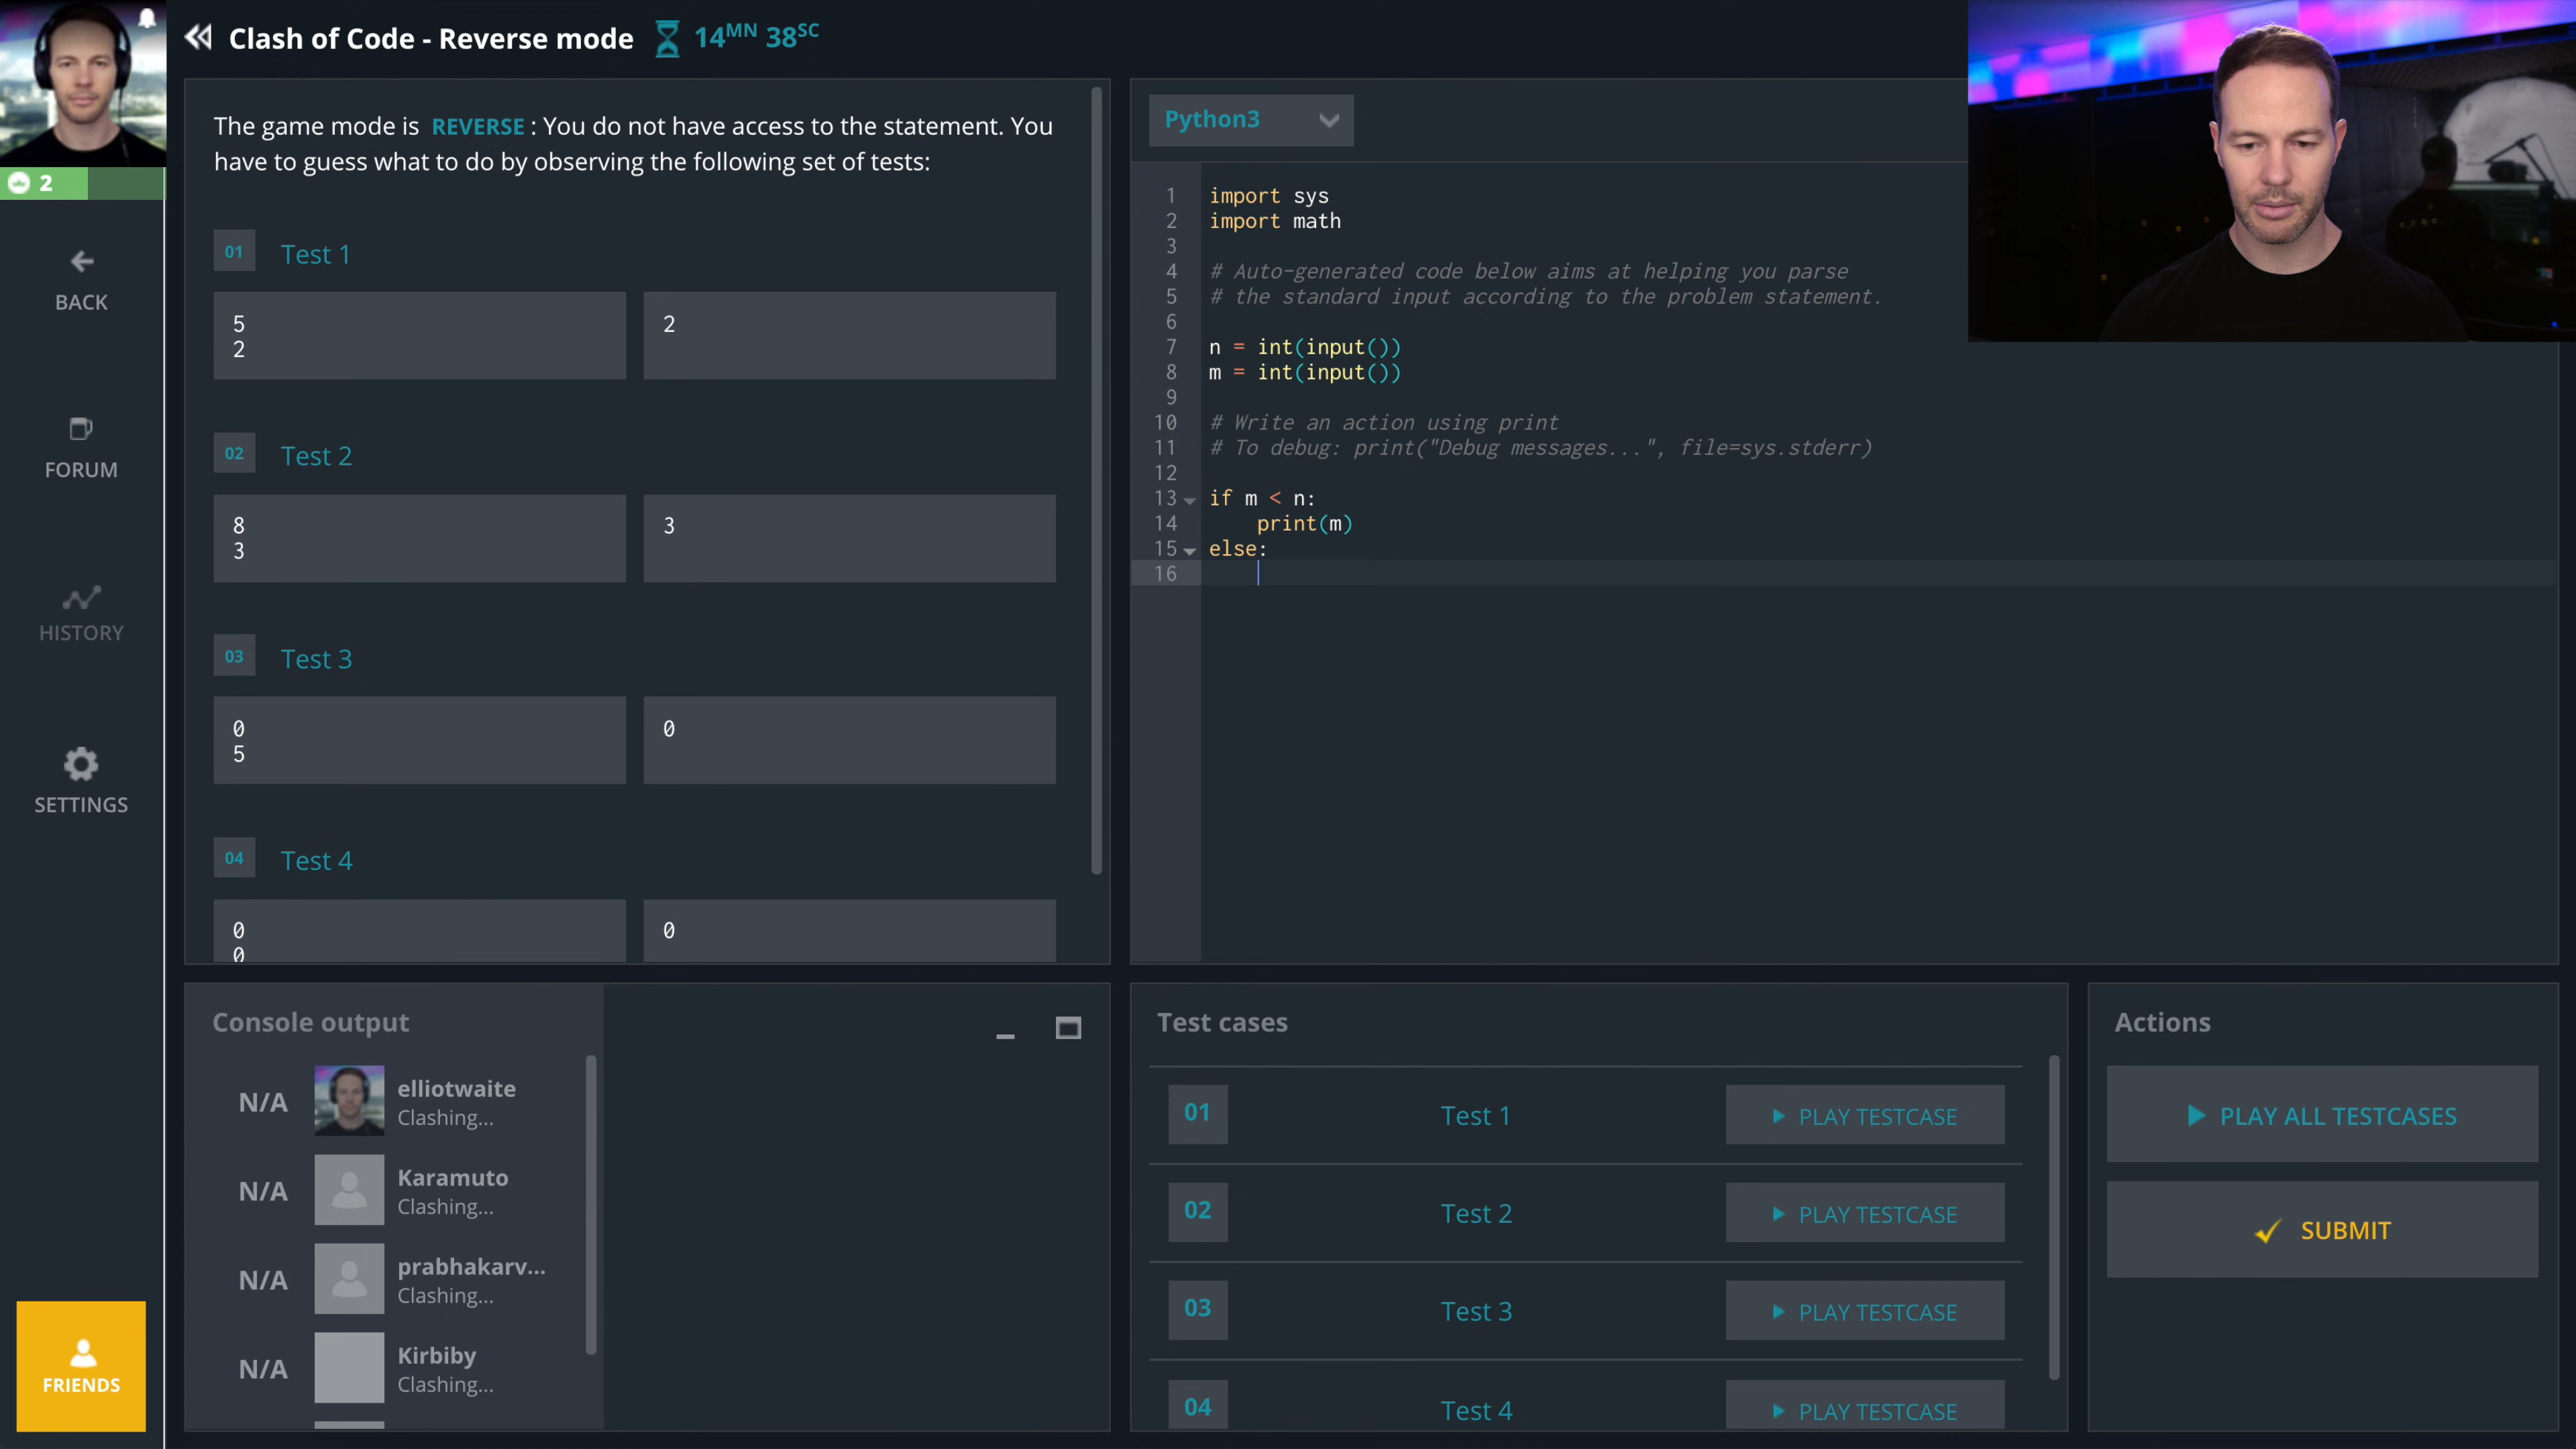 Clash of Code - Reverse mode 14MN 38SC
2
BACK
FORUM
HISTORY
SETTINGS
FRIENDS
The game mode is REVERSE : You do not have access to the statement. You
have to guess what to do by observing the following set of tests:
01 Test 1
5
2
2
02 Test 2
8
3
3
03 Test 3
0
5
0
04 Test 4
0
0
0
Python3
1 import sys
2 import math
3
4 # Auto-generated code below aims at helping you parse
5 # the standard input according to the problem statement.
6
7 n = int(input())
8 m = int(input())
9
10 # Write an action using print
11 # To debug: print("Debug messages...", file=sys.stderr)
12
13 if m < n:
14 print(m)
15 else:
16
Console output
N/A elliotwaite
Clashing...
N/A Karamuto
Clashing...
N/A prabhakarv...
Clashing...
N/A Kirbiby
Clashing...
Test cases
01 Test 1 PLAY TESTCASE
02 Test 2 PLAY TESTCASE
03 Test 3 PLAY TESTCASE
04 Test 4 PLAY TESTCASE
Actions
PLAY ALL TESTCASES
SUBMIT